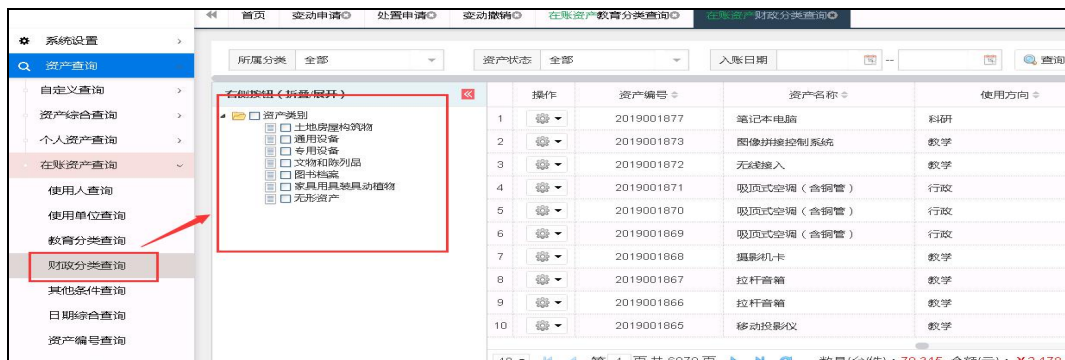 首页 变动申请 处置申请 变动撤销 在账资产教育分类查询 在账资产财政分类查询
系统设置
资产查询
自定义查询
资产综合查询
个人资产查询
在账资产查询
使用人查询
使用单位查询
教育分类查询
财政分类查询
其他条件查询
日期综合查询
资产编号查询
所属分类 全部 资产状态 全部 入账日期 -- 查询
右侧按钮(折叠/展开)
资产类别
土地房屋构筑物
通用设备
专用设备
文物和陈列品
图书档案
家具用具装具动植物
无形资产
操作 资产编号 资产名称 使用方向
1 2019001877 笔记本电脑 科研
2 2019001873 图像拼接控制系统 教学
3 2019001872 无线接入 教学
4 2019001871 吸顶式空调(含铜管) 行政
5 2019001870 吸顶式空调(含铜管) 行政
6 2019001869 吸顶式空调(含铜管) 行政
7 2019001868 摄影机-卡 教学
8 2019001867 拉杆音箱 教学
9 2019001866 拉杆音箱 教学
10 2019001865 移动投影仪 教学